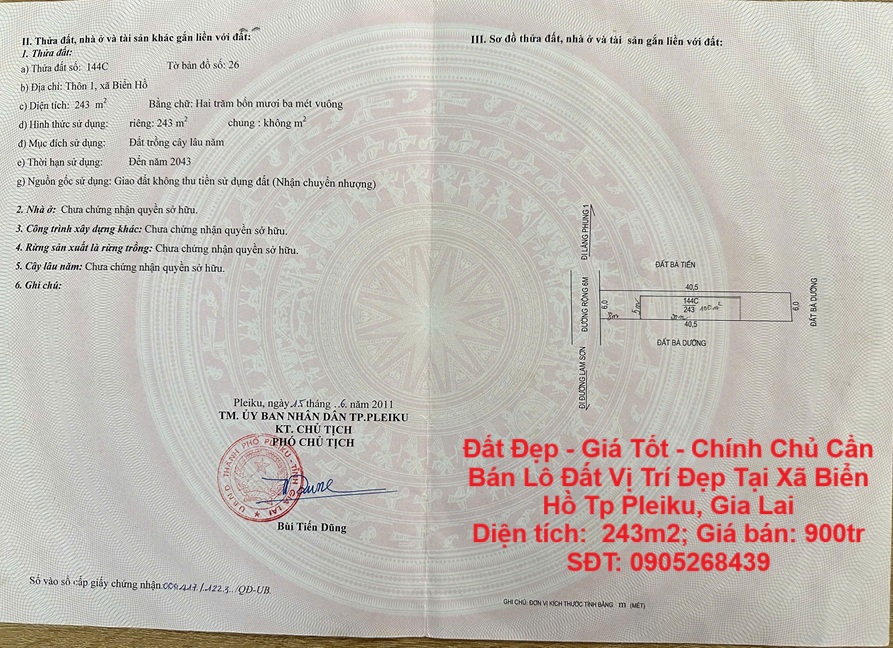 II. Thửa đất, nhà ở và tài sản khác gắn liền với đất:
1. Thửa đất:
a) Thửa đất số: 144C Tờ bản đồ số: 26
b) Địa chỉ: Thôn 1, xã Biển Hồ
c) Diện tích: 243 m² Bằng chữ: Hai trăm bốn mươi ba mét vuông
d) Hình thức sử dụng: riêng: 243 m² chung : không m²
đ) Mục đích sử dụng: Đất trồng cây lâu năm
e) Thời hạn sử dụng: Đến năm 2043
g) Nguồn gốc sử dụng: Giao đất không thu tiền sử dụng đất (Nhận chuyển nhượng)
2. Nhà ở: Chưa chứng nhận quyền sở hữu.
3. Công trình xây dựng khác: Chưa chứng nhận quyền sở hữu.
4. Rừng sản xuất là rừng trồng: Chưa chứng nhận quyền sở hữu.
5. Cây lâu năm: Chưa chứng nhận quyền sở hữu.
6. Ghi chú:
Pleiku, ngày 15 tháng ..6. năm 2011
TM. ỦY BAN NHÂN DÂN TP.PLEIKU
KT. CHỦ TỊCH
PHÓ CHỦ TỊCH
U.B.N.D THÀNH PHỐ PLEIKU - TỈNH GIA LAI
Bùi Tiến Dũng
Số vào sổ cấp giấy chứng nhận /QĐ-UB.
III. Sơ đồ thửa đất, nhà ở và tài sản gắn liền với đất:
ĐI LÀNG PHUNG 1
ĐƯỜNG RỘNG 6M
ĐI ĐƯỜNG LAM SƠN
ĐẤT BÀ TIẾN
40,5
6,0
5m
144C
243 100m²
6,0
40,5
ĐẤT BÀ DƯỠNG
ĐẤT BÀ DƯỠNG
Đất Đẹp - Giá Tốt - Chính Chủ Cần
Bán Lô Đất Vị Trí Đẹp Tại Xã Biển
Hồ Tp Pleiku, Gia Lai
Diện tích: 243m2; Giá bán: 900tr
SĐT: 0905268439
GHI CHÚ: ĐƠN VỊ KÍCH THƯỚC TÍNH BẰNG m (MÉT)